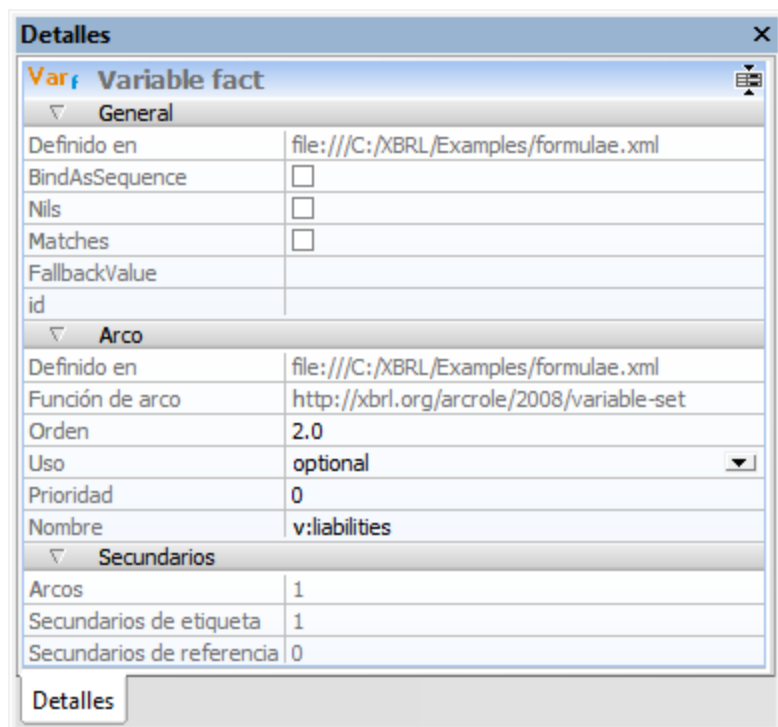 Detalles
Var f Variable fact
General
Definido en file:///C:/XBRL/Examples/formulae.xml
BindAsSequence
Nils
Matches
FallbackValue
id
Arco
Definido en file:///C:/XBRL/Examples/formulae.xml
Función de arco http://xbrl.org/arcrole/2008/variable-set
Orden 2.0
Uso optional
Prioridad 0
Nombre v:liabilities
Secundarios
Arcos 1
Secundarios de etiqueta 1
Secundarios de referencia 0
Detalles